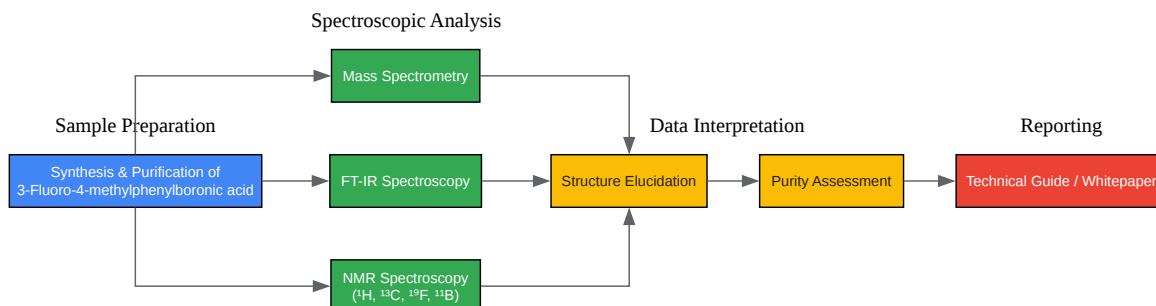 Spectroscopic Analysis
Mass Spectrometry
Sample Preparation
Data Interpretation
Reporting
Synthesis & Purification of
3-Fluoro-4-methylphenylboronic acid
FT-IR Spectroscopy
Structure Elucidation
Purity Assessment
Technical Guide / Whitepaper
NMR Spectroscopy
(¹H, ¹³C, ¹⁹F, ¹¹B)